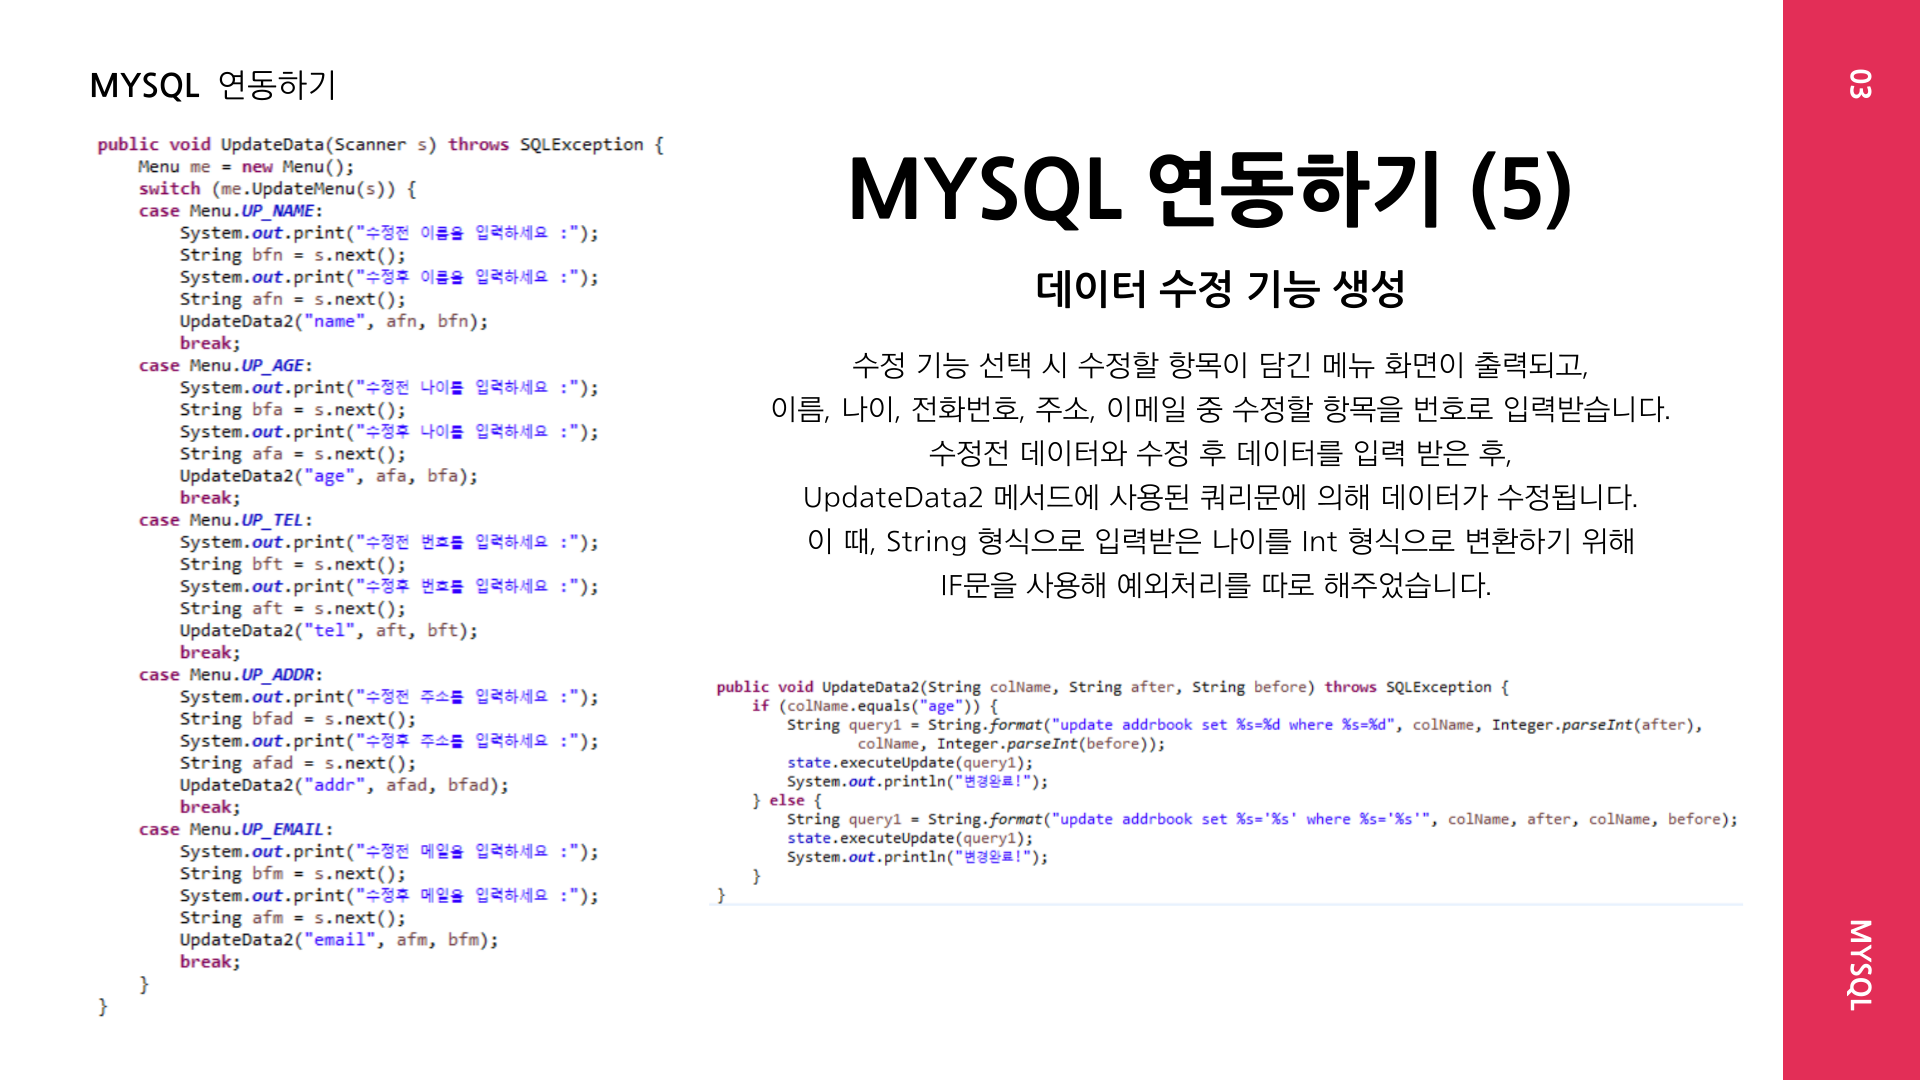 MYSQL 연동하기
public void UpdateData(Scanner s) throws SQLException {
Menu me = new Menu();
switch (me.UpdateMenu(s)) {
case Menu.UP_NAME:
System.out.print("수정전 이름을 입력하세요 :");
String bfn = s.next();
System.out.print("수정후 이름을 입력하세요 :");
String afn = s.next();
UpdateData2("name", afn, bfn);
break;
case Menu.UP_AGE:
System.out.print("수정전 나이를 입력하세요 :");
String bfa = s.next();
System.out.print("수정후 나이를 입력하세요 :");
String afa = s.next();
UpdateData2("age", afa, bfa);
break;
case Menu.UP_TEL:
System.out.print("수정전 번호를 입력하세요 :");
String bft = s.next();
System.out.print("수정후 번호를 입력하세요 :");
String aft = s.next();
UpdateData2("tel", aft, bft);
break;
case Menu.UP_ADDR:
System.out.print("수정전 주소를 입력하세요 :");
String bfad = s.next();
System.out.print("수정후 주소를 입력하세요 :");
String afad = s.next();
UpdateData2("addr", afad, bfad);
break;
case Menu.UP_EMAIL:
System.out.print("수정전 메일을 입력하세요 :");
String bfm = s.next();
System.out.print("수정후 메일을 입력하세요 :");
String afm = s.next();
UpdateData2("email", afm, bfm);
break;
}
}
MYSQL 연동하기 (5)
데이터 수정 기능 생성
수정 기능 선택 시 수정할 항목이 담긴 메뉴 화면이 출력되고,
이름, 나이, 전화번호, 주소, 이메일 중 수정할 항목을 번호로 입력받습니다.
수정전 데이터와 수정 후 데이터를 입력 받은 후,
UpdateData2 메서드에 사용된 쿼리문에 의해 데이터가 수정됩니다.
이 때, String 형식으로 입력받은 나이를 Int 형식으로 변환하기 위해
IF문을 사용해 예외처리를 따로 해주었습니다.
public void UpdateData2(String colName, String after, String before) throws SQLException {
if (colName.equals("age")) {
String query1 = String.format("update addrbook set %s=%d where %s=%d", colName, Integer.parseInt(after),
colName, Integer.parseInt(before));
state.executeUpdate(query1);
System.out.println("변경완료!");
} else {
String query1 = String.format("update addrbook set %s='%s' where %s='%s'", colName, after, colName, before);
state.executeUpdate(query1);
System.out.println("변경완료!");
}
}
03
MYSQL